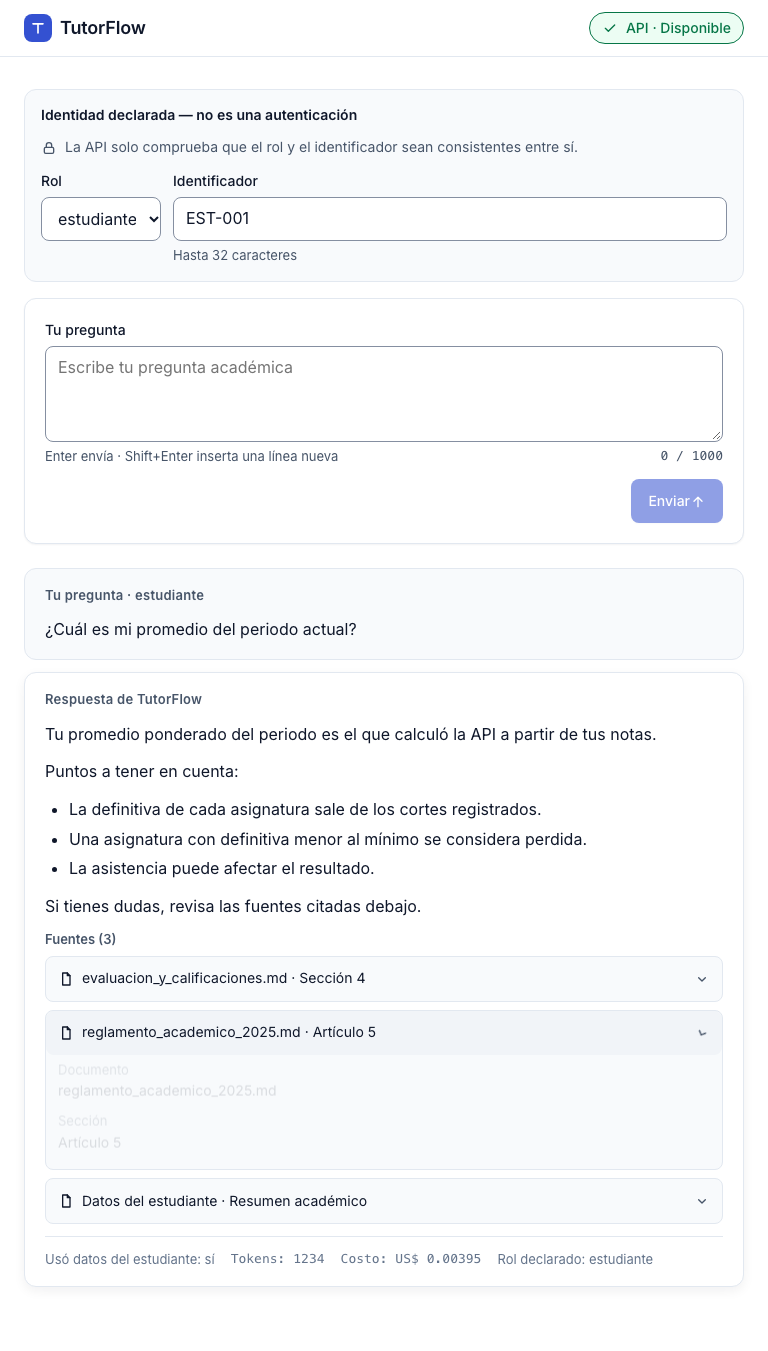 T TutorFlow
API · Disponible
Identidad declarada — no es una autenticación
La API solo comprueba que el rol y el identificador sean consistentes entre sí.
Rol
Identificador
estudiante
EST-001
Hasta 32 caracteres
Tu pregunta
Escribe tu pregunta académica
Enter envía · Shift+Enter inserta una línea nueva
0 / 1000
Enviar ↑
Tu pregunta · estudiante
¿Cuál es mi promedio del periodo actual?
Respuesta de TutorFlow
Tu promedio ponderado del periodo es el que calculó la API a partir de tus notas.
Puntos a tener en cuenta:
• La definitiva de cada asignatura sale de los cortes registrados.
• Una asignatura con definitiva menor al mínimo se considera perdida.
• La asistencia puede afectar el resultado.
Si tienes dudas, revisa las fuentes citadas debajo.
Fuentes (3)
evaluacion_y_calificaciones.md · Sección 4
reglamento_academico_2025.md · Artículo 5
Documento
reglamento_academico_2025.md
Sección
Artículo 5
Datos del estudiante · Resumen académico
Usó datos del estudiante: sí Tokens: 1234 Costo: US$ 0.00395 Rol declarado: estudiante